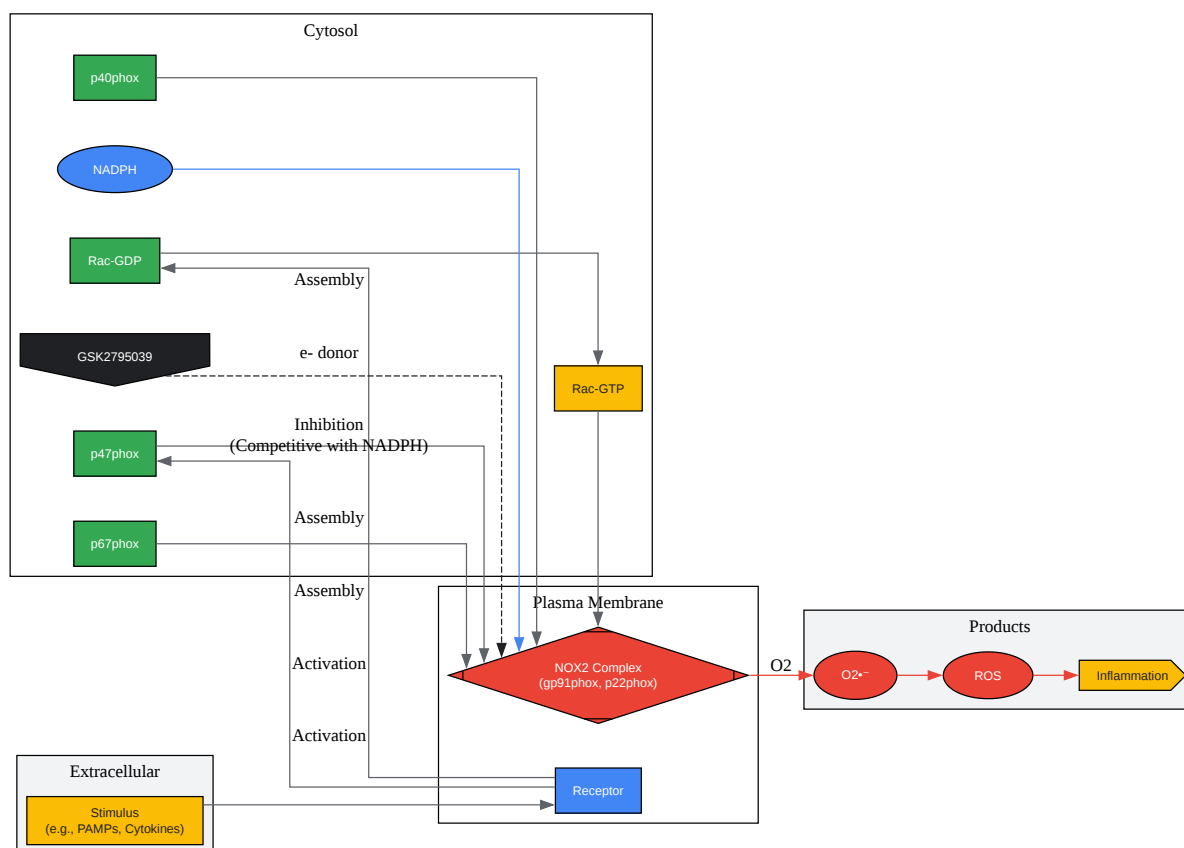 Cytosol
p40phox
NADPH
Rac-GDP
Assembly
GSK2795039
e- donor
Rac-GTP
Inhibition
(Competitive with NADPH)
p47phox
Assembly
p67phox
Assembly
Plasma Membrane
Activation
NOX2 Complex
(gp91phox, p22phox)
O2
Products
O2•⁻
ROS
Inflammation
Activation
Extracellular
Stimulus
(e.g., PAMPs, Cytokines)
Receptor